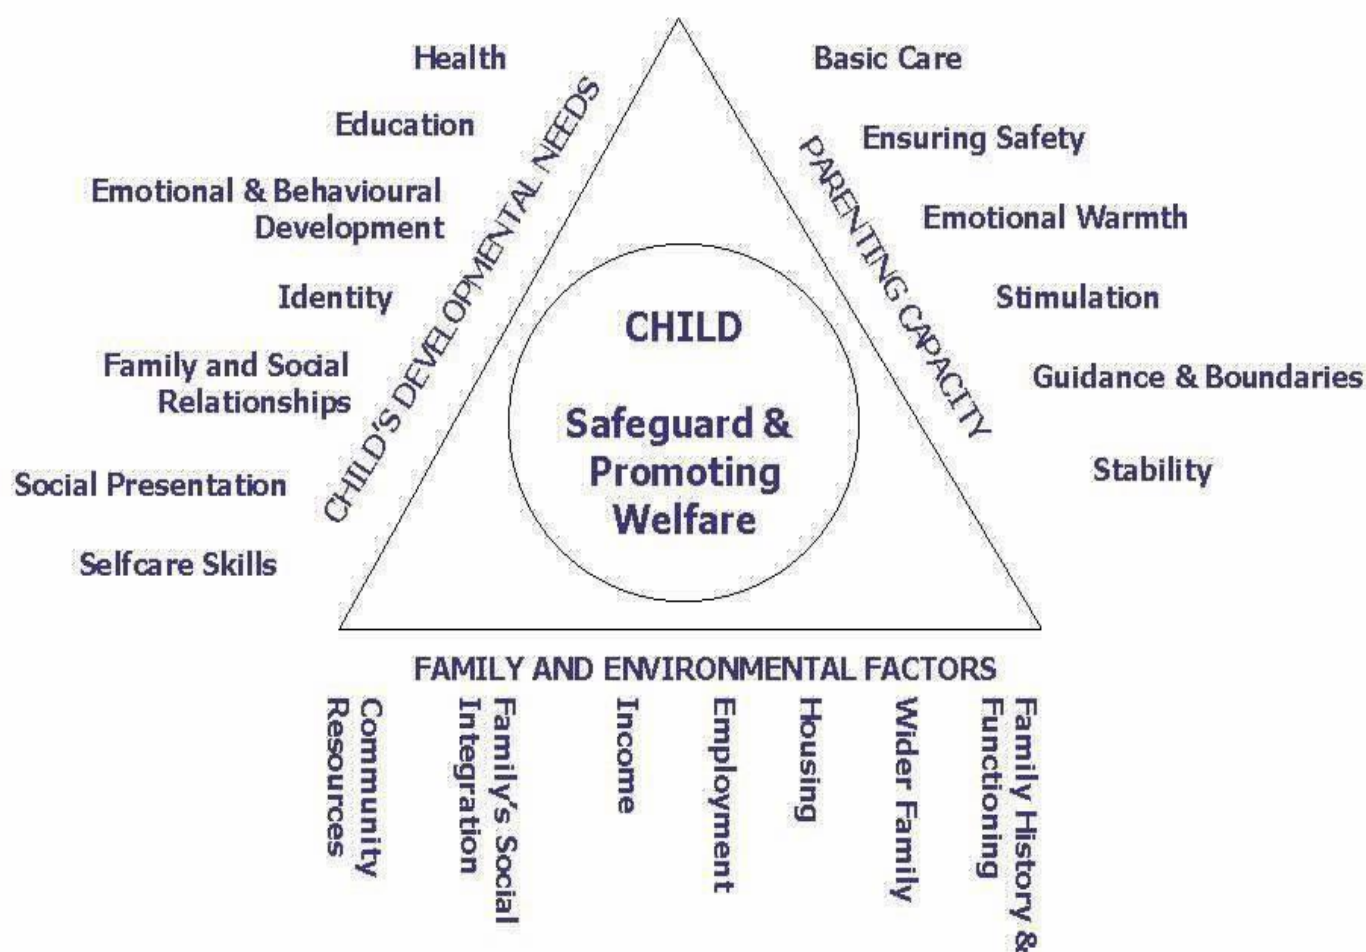 Health
Education
Emotional & Behavioural
Development
Identity
Family and Social
Relationships
Social Presentation
Selfcare Skills
CHILD'S DEVELOPMENTAL NEEDS
CHILD
Safeguard &
Promoting
Welfare
PARENTING CAPACITY
Basic Care
Ensuring Safety
Emotional Warmth
Stimulation
Guidance & Boundaries
Stability
FAMILY AND ENVIRONMENTAL FACTORS
Community
Resources
Family's Social
Integration
Income
Employment
Housing
Wider Family
Family History &
Functioning